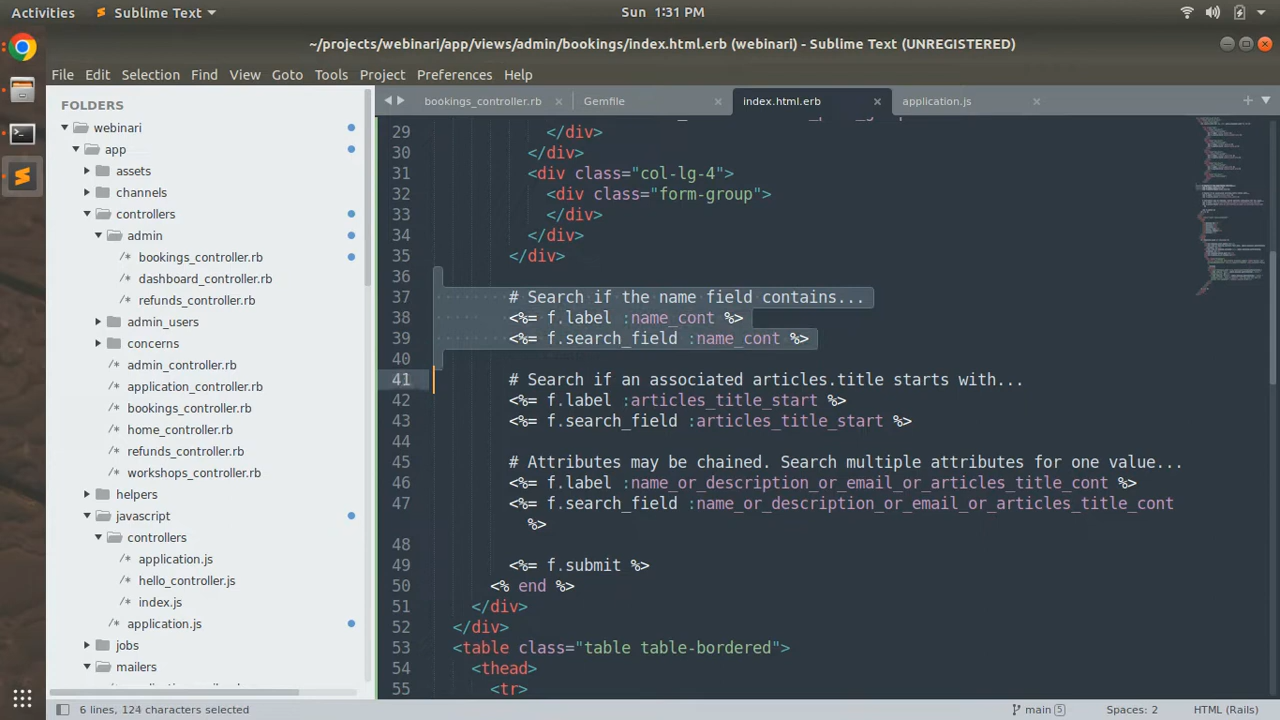 Activities
Sublime Text
Sun 1:31 PM
~/projects/webinari/app/views/admin/bookings/index.html.erb (webinari) - Sublime Text (UNREGISTERED)
File Edit Selection Find View Goto Tools Project Preferences Help
FOLDERS
webinari
app
assets
channels
controllers
admin
/* bookings_controller.rb
/* dashboard_controller.rb
/* refunds_controller.rb
admin_users
concerns
/* admin_controller.rb
/* application_controller.rb
/* bookings_controller.rb
/* home_controller.rb
/* refunds_controller.rb
/* workshops_controller.rb
helpers
javascript
controllers
/* application.js
/* hello_controller.js
/* index.js
/* application.js
jobs
mailers
bookings_controller.rb
Gemfile
index.html.erb
application.js
29 </div>
30 </div>
31 <div class="col-lg-4">
32 <div class="form-group">
33 </div>
34 </div>
35 </div>
36
37 # Search if the name field contains...
38 <%= f.label :name_cont %>
39 <%= f.search_field :name_cont %>
40
41 # Search if an associated articles.title starts with...
42 <%= f.label :articles_title_start %>
43 <%= f.search_field :articles_title_start %>
44
45 # Attributes may be chained. Search multiple attributes for one value...
46 <%= f.label :name_or_description_or_email_or_articles_title_cont %>
47 <%= f.search_field :name_or_description_or_email_or_articles_title_cont
%>
48
49 <%= f.submit %>
50 <% end %>
51 </div>
52 </div>
53 <table class="table table-bordered">
54 <thead>
55 <tr>
6 lines, 124 characters selected
main 5
Spaces: 2
HTML (Rails)